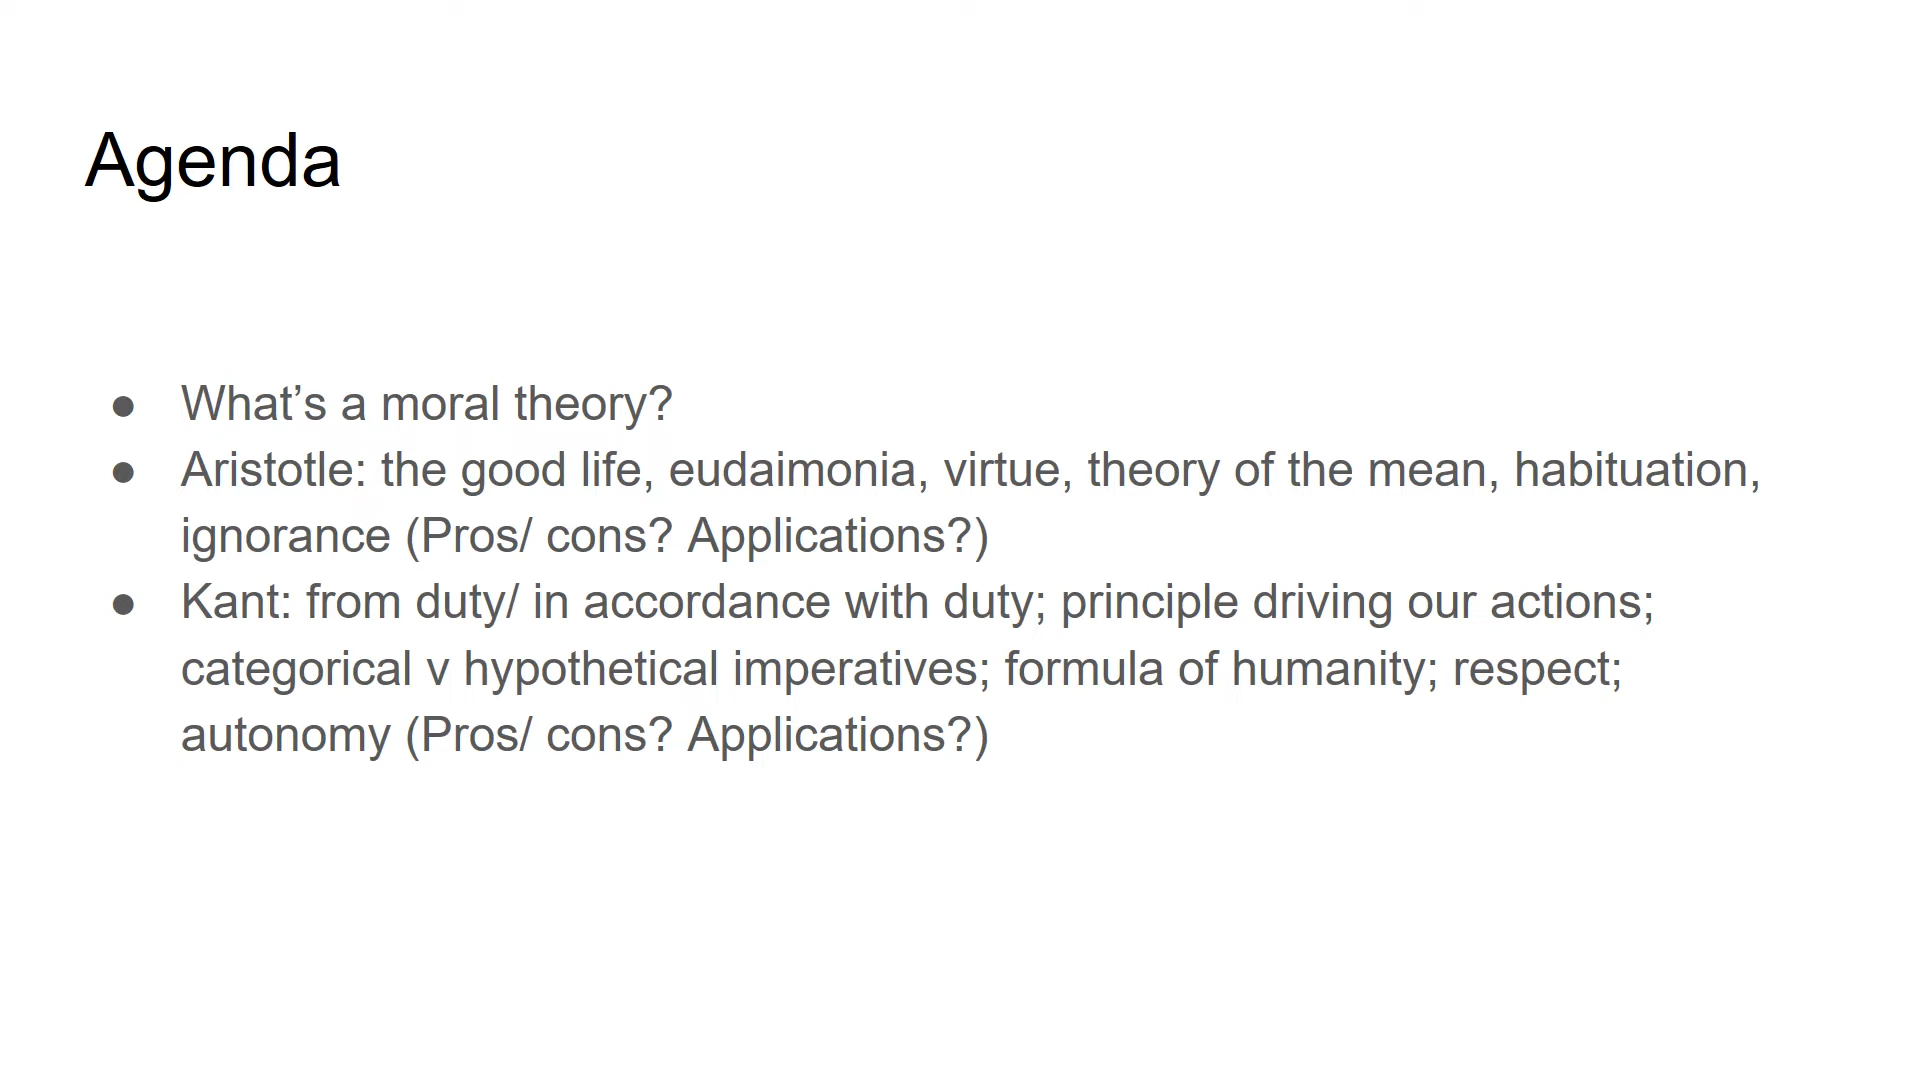 Agenda
● What’s a moral theory?
● Aristotle: the good life, eudaimonia, virtue, theory of the mean, habituation,
ignorance (Pros/ cons? Applications?)
● Kant: from duty/ in accordance with duty; principle driving our actions;
categorical v hypothetical imperatives; formula of humanity; respect;
autonomy (Pros/ cons? Applications?)